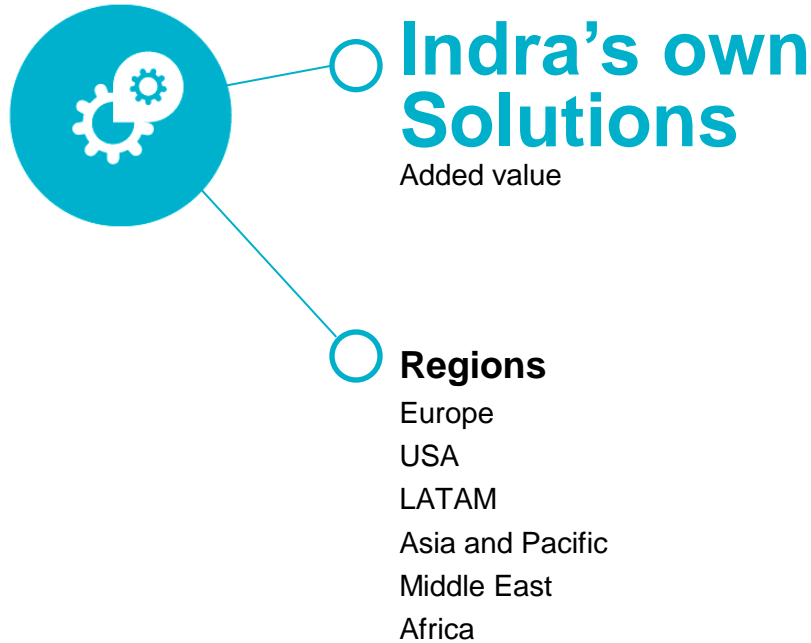 Indra’s own
Solutions
Added value
Regions
Europe
USA
LATAM
Asia and Pacific
Middle East
Africa